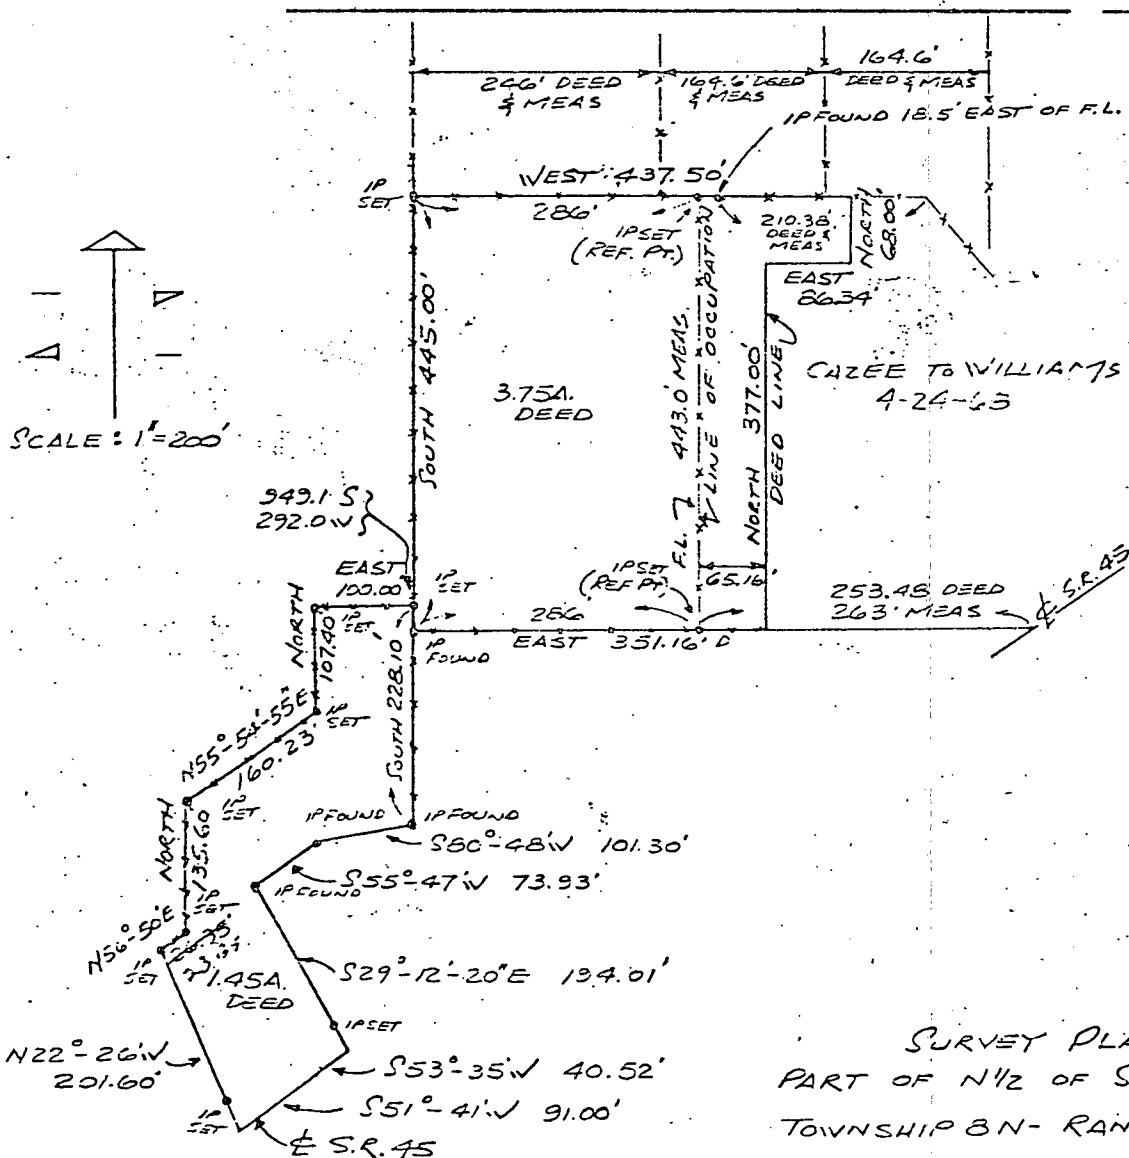 164.6'
DEED & MEAS
246' DEED
& MEAS
164.6' DEED
& MEAS
IP FOUND 18.5' EAST OF F.L.
WEST 437.50'
IP
SET
286'
IP SET
(REF. PT.)
210.38'
DEED &
MEAS
NORTH
68.00'
EAST
86.34'
SOUTH 445.00'
F.L. 443.0' MEAS.
LINE OF OCCUPATION
NORTH 377.00'
DEED LINE
CAZEE TO WILLIAMS
4-24-63
3.75A.
DEED
SCALE: 1"=200'
949.1 S
292.0 W
EAST
100.00'
IP
SET
IP
SET
IP SET
(REF PT.)
65.16'
253.48 DEED
263' MEAS
℄ S.R. 45
286'
EAST 351.16' D
IP
FOUND
NORTH
107.40'
SOUTH 228.10'
IP
SET
N55°-54'-55"E
160.23'
IP
SET
NORTH
135.60
IP FOUND
IP FOUND
S80°-48'W 101.30'
S55°-47'W 73.93'
IP FOUND
IP
SET
N56°-50'E
IP
SET
1.45A.
DEED
S29°-12'-20"E 194.01'
IP SET
N22°-26'W
201.60'
S53°-35'W 40.52'
S51°-41'W 91.00'
IP
SET
℄ S.R. 45
SURVEY PLA
PART OF N 1/2 OF S
TOWNSHIP 8N- RAN